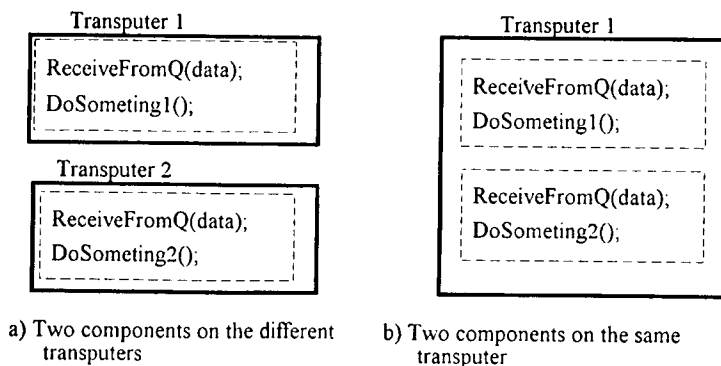 Transputer 1
ReceiveFromQ(data);
DoSometing1();
Transputer 2
ReceiveFromQ(data);
DoSometing2();
a) Two components on the different
transputers
Transputer 1
ReceiveFromQ(data);
DoSometing1();
ReceiveFromQ(data);
DoSometing2();
b) Two components on the same
transputer